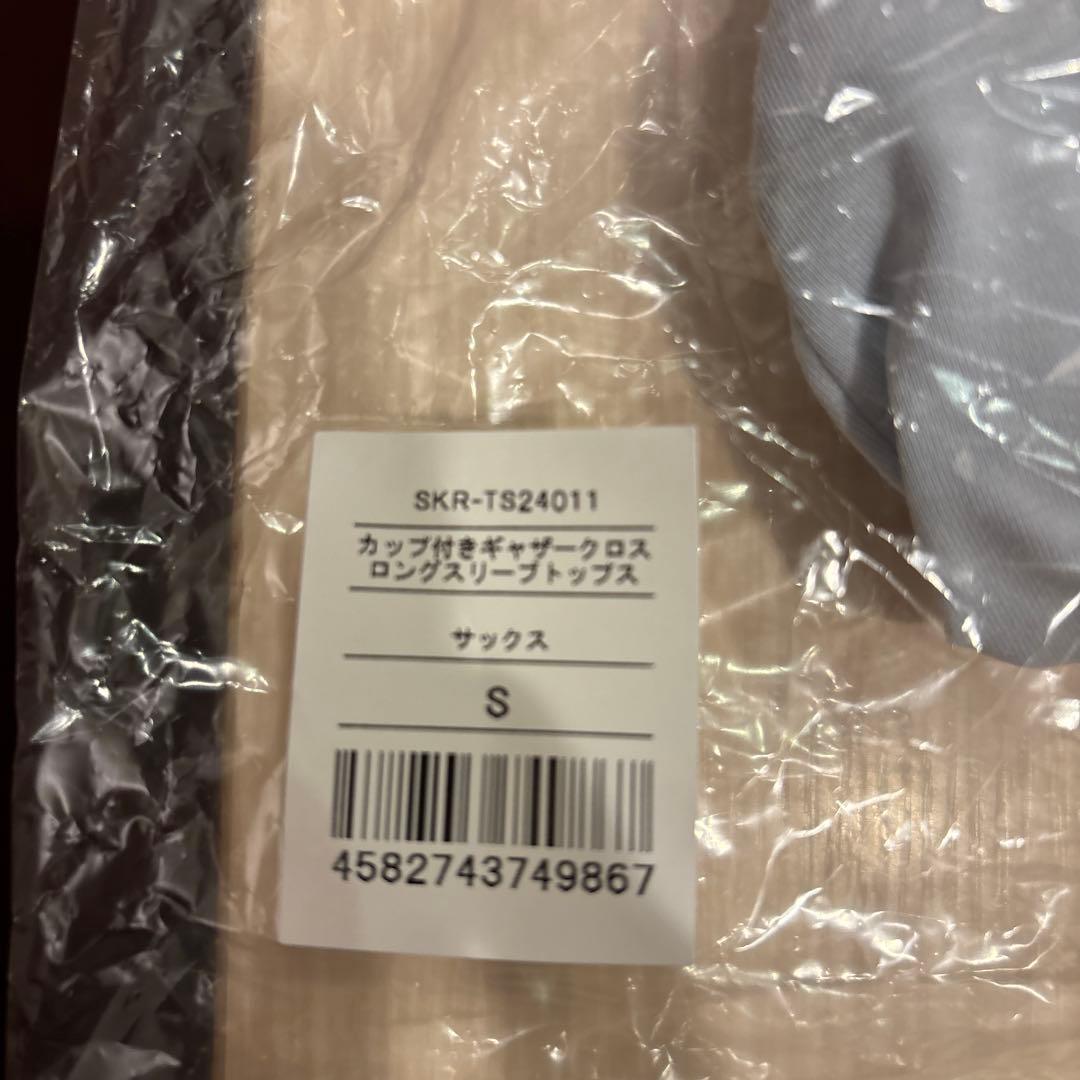 SKR-TS24011
カップ付きギャザークロス
ロングスリーブトップス
サックス
S
4582743749867